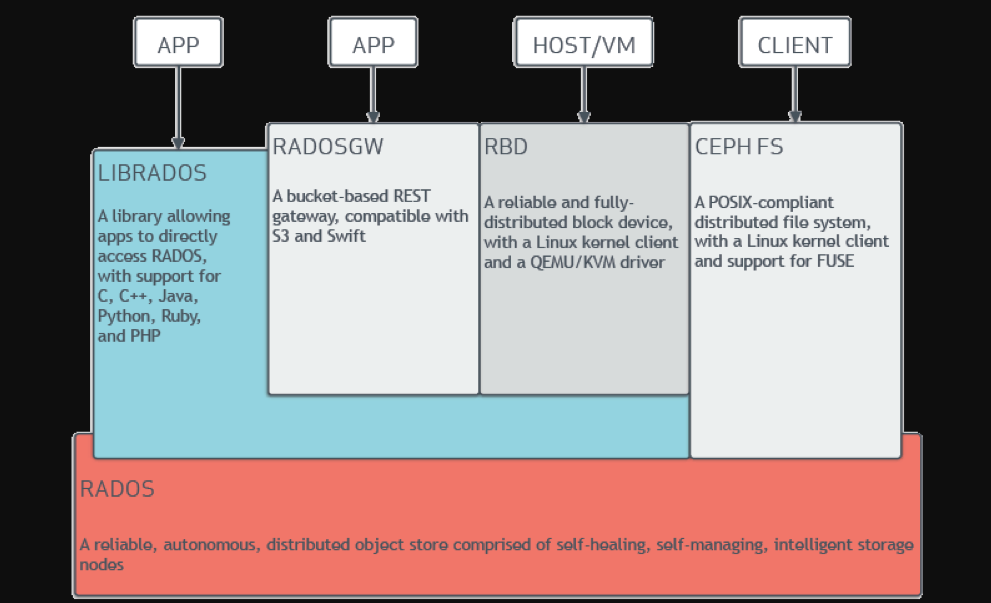 APP
APP
HOST/VM
CLIENT
LIBRADOS
A library allowing
apps to directly
access RADOS,
with support for
C, C++, Java,
Python, Ruby,
and PHP
RADOSGW
A bucket-based REST
gateway, compatible with
S3 and Swift
RBD
A reliable and fully-
distributed block device,
with a Linux kernel client
and a QEMU/KVM driver
CEPH FS
A POSIX-compliant
distributed file system,
with a Linux kernel client
and support for FUSE
RADOS
A reliable, autonomous, distributed object store comprised of self-healing, self-managing, intelligent storage
nodes